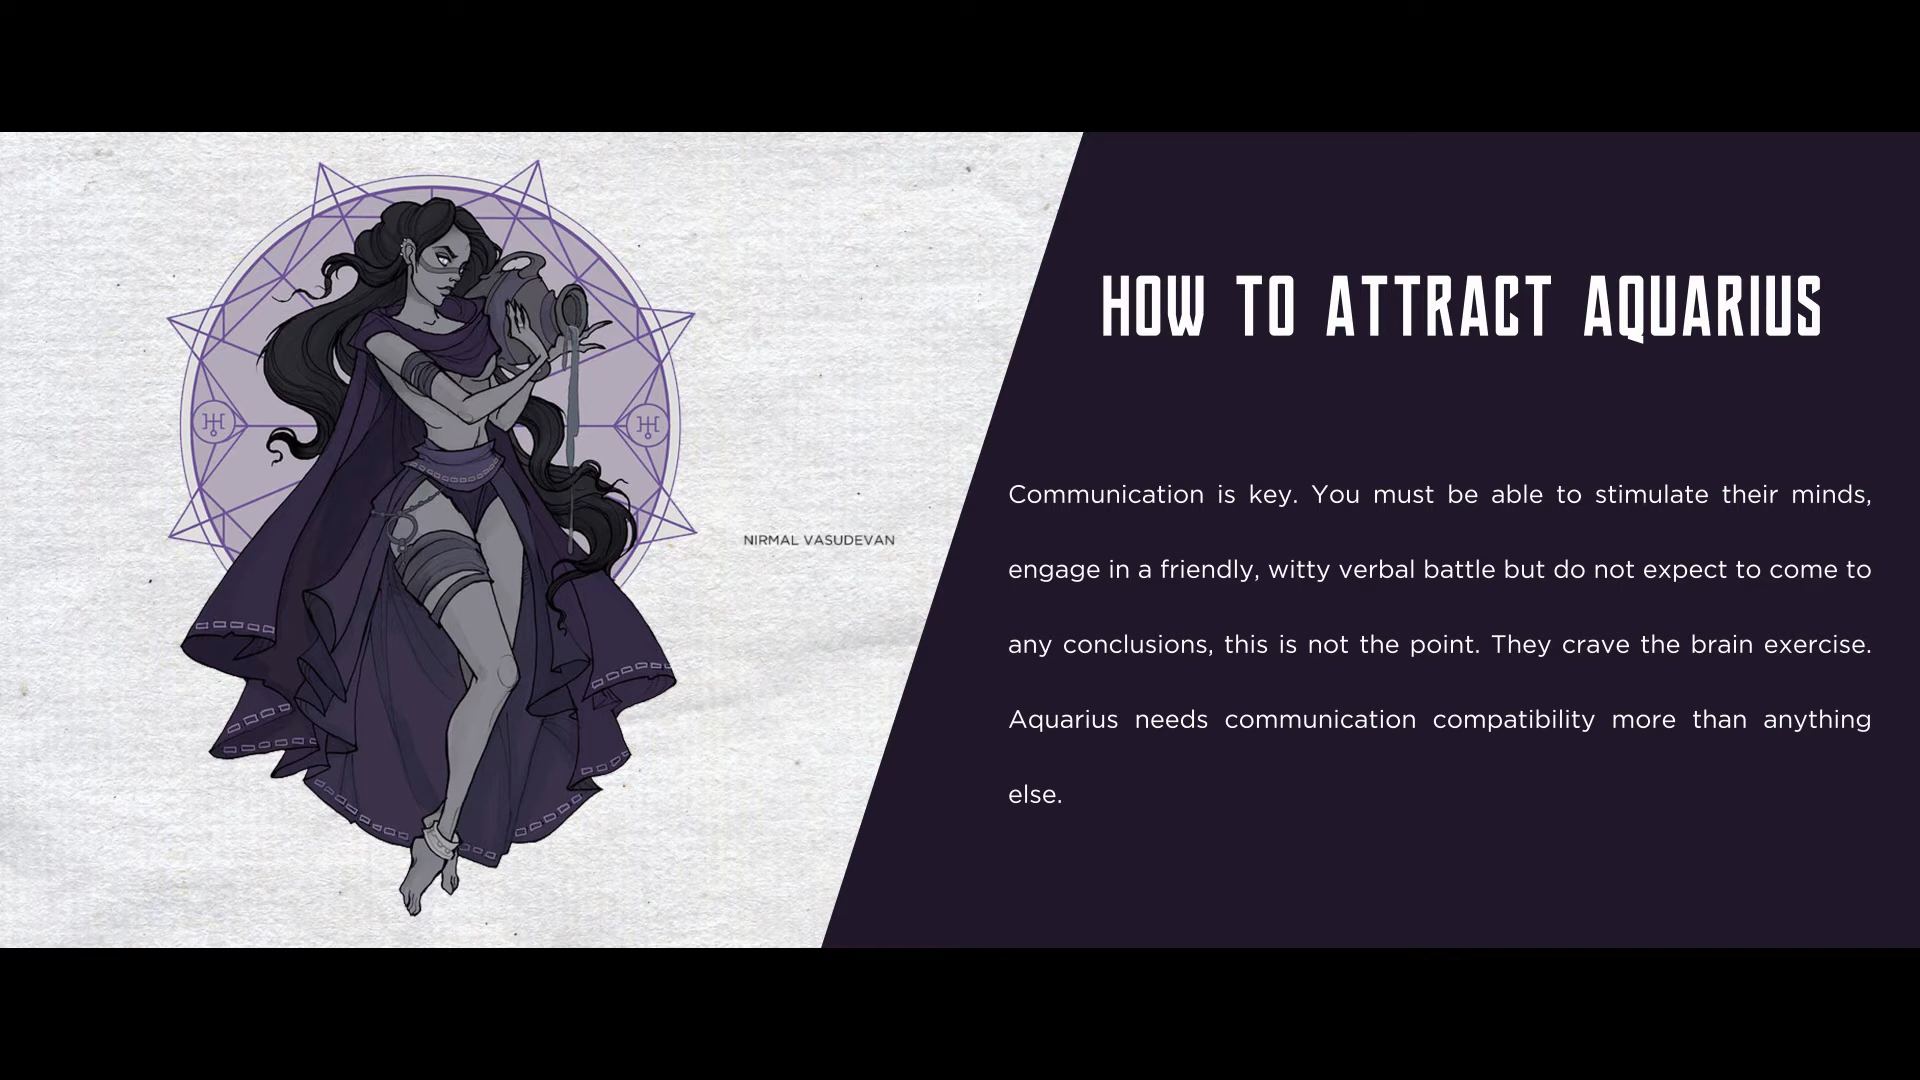 HOW TO ATTRACT AQUARIUS
NIRMAL VASUDEVAN
Communication is key. You must be able to stimulate their minds,
engage in a friendly, witty verbal battle but do not expect to come to
any conclusions, this is not the point. They crave the brain exercise.
Aquarius needs communication compatibility more than anything
else.